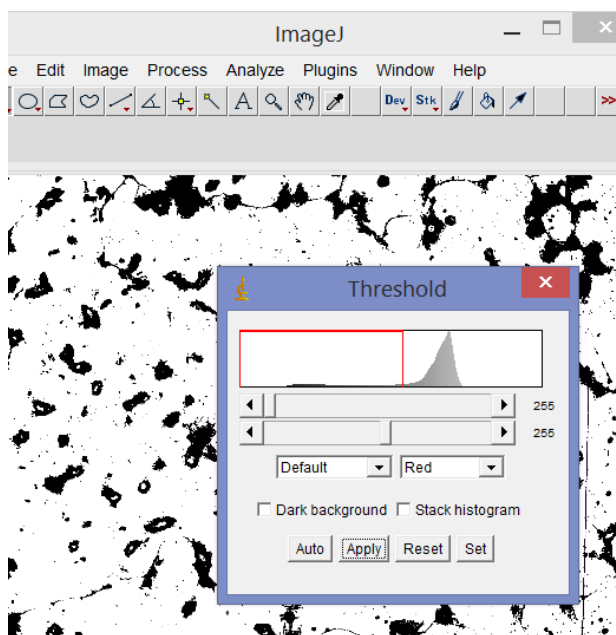 ImageJ
e Edit Image Process Analyze Plugins Window Help
A Dev Stk >>
Threshold
255
255
Default Red
Dark background Stack histogram
Auto Apply Reset Set